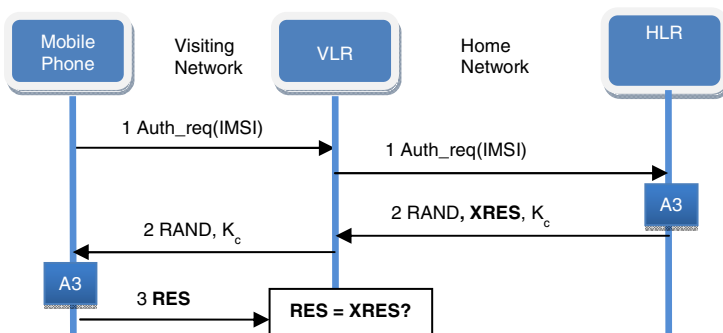 Mobile
Phone
Visiting
Network
VLR
Home
Network
HLR
1 Auth_req(IMSI)
1 Auth_req(IMSI)
A3
2 RAND, XRES, Kc
2 RAND, Kc
A3
3 RES
RES = XRES?